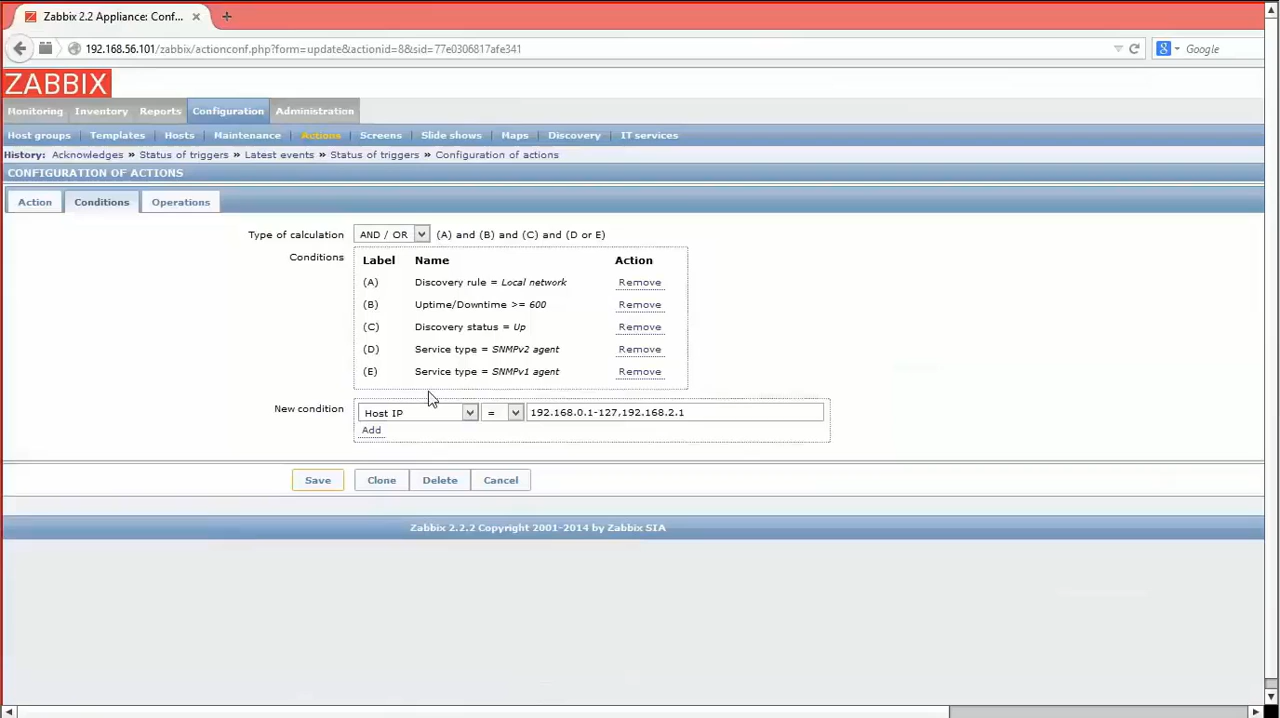 Zabbix 2.2 Appliance: Conf...
192.168.56.101/zabbix/actionconf.php?form=update&actionid=8&sid=77e0306817afe341
Google
ZABBIX
Monitoring Inventory Reports Configuration Administration
Host groups Templates Hosts Maintenance Actions Screens Slide shows Maps Discovery IT services
History: Acknowledges » Status of triggers » Latest events » Status of triggers » Configuration of actions
CONFIGURATION OF ACTIONS
Action Conditions Operations
Type of calculation AND / OR (A) and (B) and (C) and (D or E)
Conditions Label Name Action
(A) Discovery rule = Local network Remove
(B) Uptime/Downtime >= 600 Remove
(C) Discovery status = Up Remove
(D) Service type = SNMPv2 agent Remove
(E) Service type = SNMPv1 agent Remove
New condition Host IP = 192.168.0.1-127,192.168.2.1
Add
Save Clone Delete Cancel
Zabbix 2.2.2 Copyright 2001-2014 by Zabbix SIA